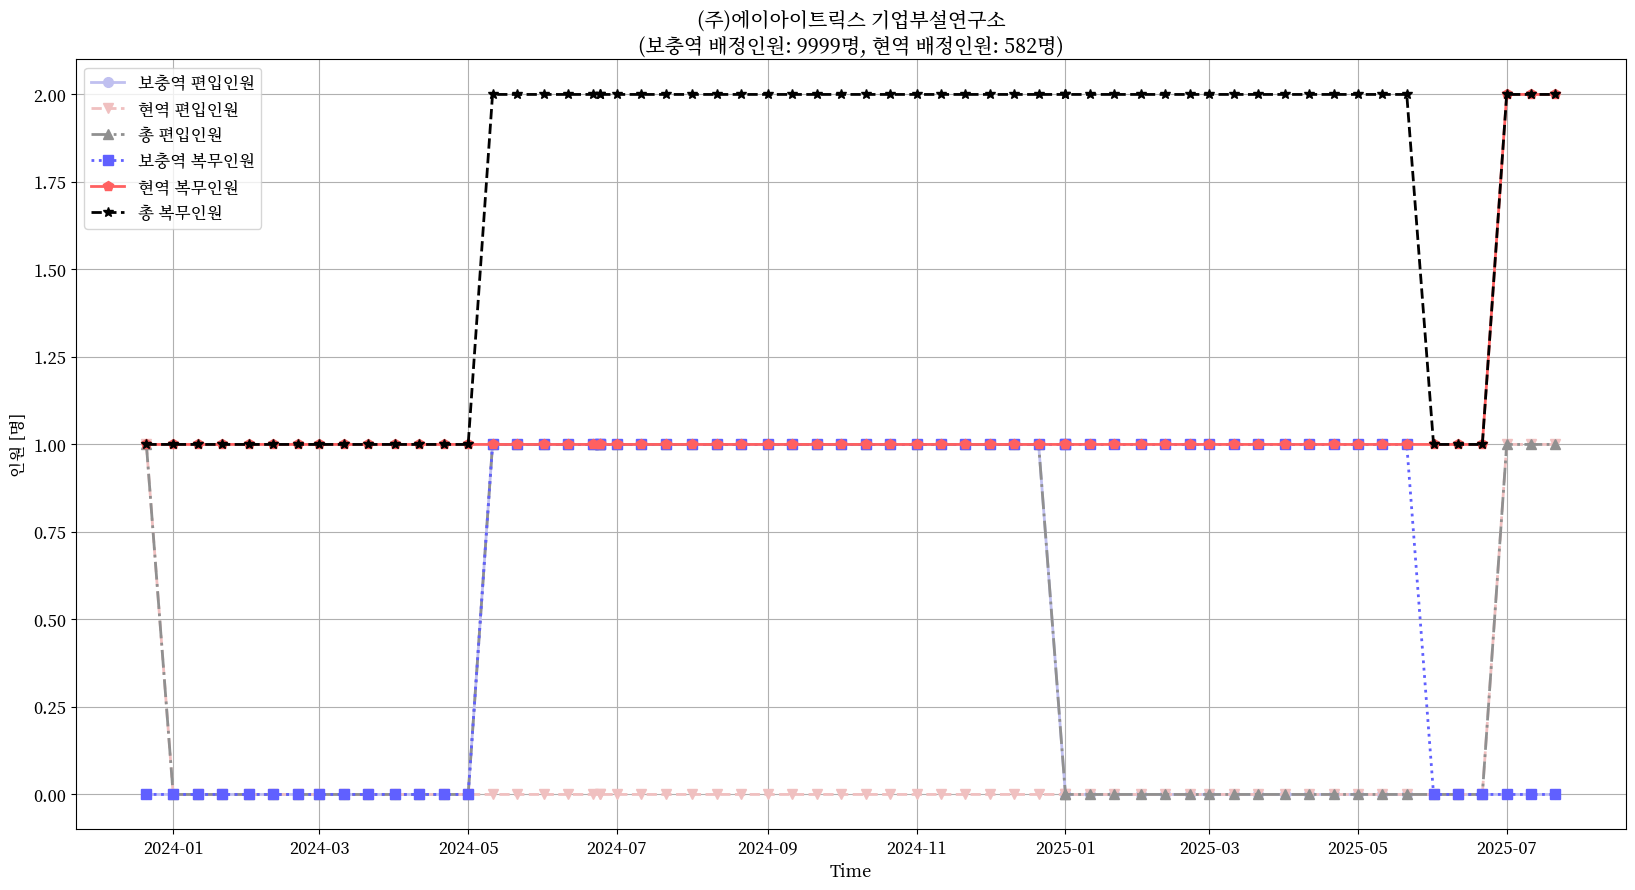 (주)에이아이트릭스 기업부설연구소
(보충역 배정인원: 9999명, 현역 배정인원: 582명)
보충역 편입인원
현역 편입인원
총 편입인원
보충역 복무인원
현역 복무인원
총 복무인원
2.00
1.75
1.50
1.25
1.00
0.75
0.50
0.25
0.00
인원 [명]
2024-01
2024-03
2024-05
2024-07
2024-09
2024-11
2025-01
2025-03
2025-05
2025-07
Time